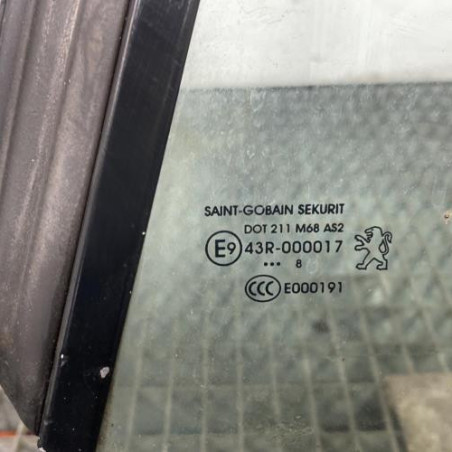 SAINT-GOBAIN SEKURIT
DOT 211 M68 AS2
E9 43R-000017
... 8
CCC E000191